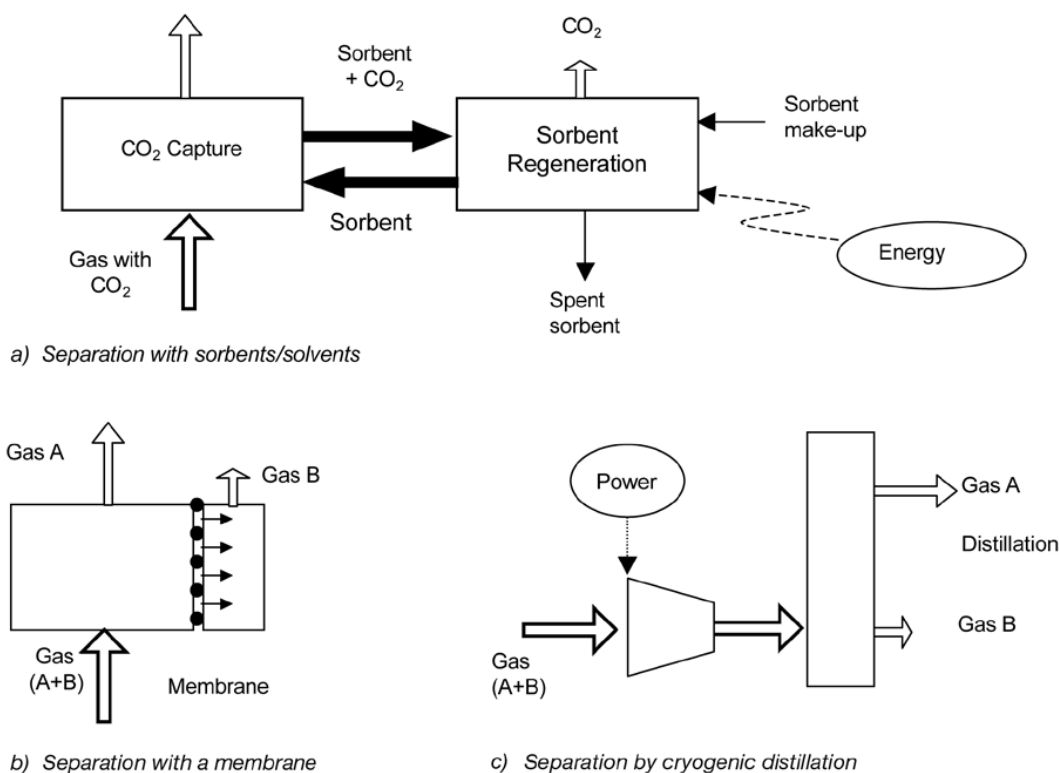 CO₂
Sorbent
+ CO₂
CO₂ Capture
Sorbent
Regeneration
Sorbent
make-up
Sorbent
Gas with
CO₂
Energy
Spent
sorbent
a) Separation with sorbents/solvents
Gas A
Gas B
Gas
(A+B)
Membrane
b) Separation with a membrane
Power
Gas A
Distillation
Gas B
Gas
(A+B)
c) Separation by cryogenic distillation